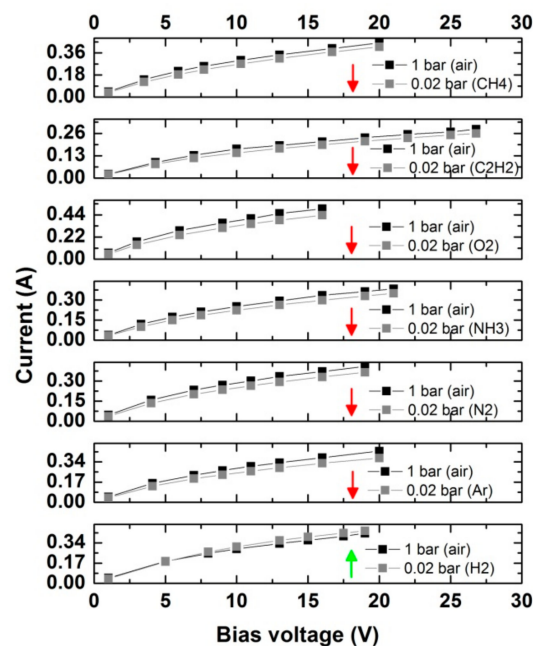 0 5 10 15 20 25 30
0.36
0.18
0.00
1 bar (air)
0.02 bar (CH4)
0.26
0.13
0.00
1 bar (air)
0.02 bar (C2H2)
0.44
0.22
0.00
1 bar (air)
0.02 bar (O2)
Current (A)
0.30
0.15
0.00
1 bar (air)
0.02 bar (NH3)
0.30
0.15
0.00
1 bar (air)
0.02 bar (N2)
0.34
0.17
0.00
1 bar (air)
0.02 bar (Ar)
0.34
0.17
0.00
1 bar (air)
0.02 bar (H2)
0 5 10 15 20 25 30
Bias voltage (V)